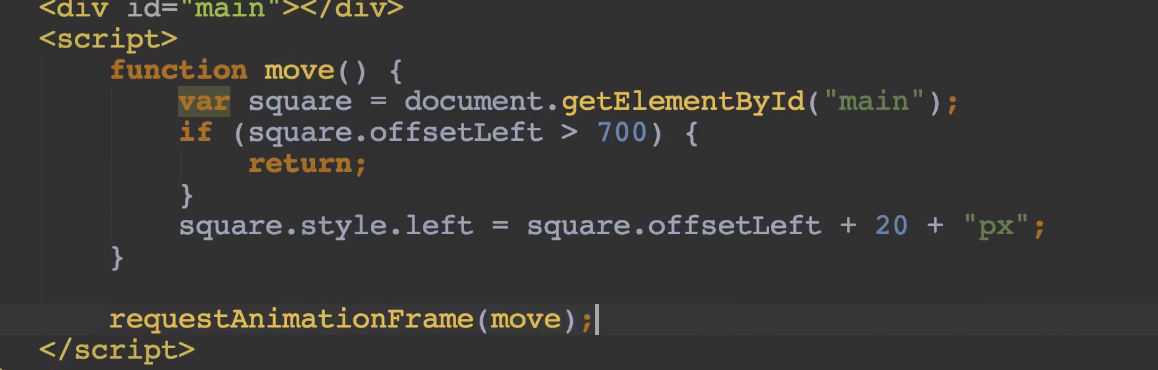 <div id="main"></div>
<script>
function move() {
var square = document.getElementById("main");
if (square.offsetLeft > 700) {
return;
}
square.style.left = square.offsetLeft + 20 + "px";
}
requestAnimationFrame(move);
</script>